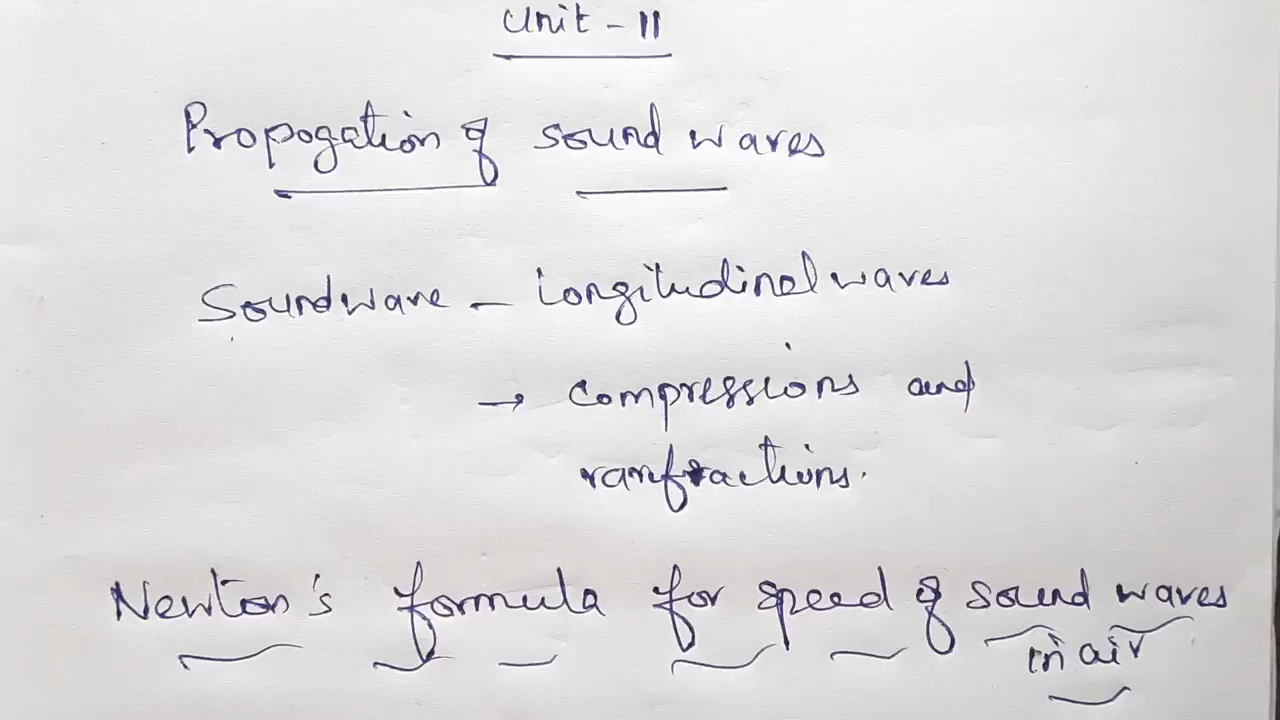 Unit - II
Propogation of sound waves
Soundwave - Longitudinal waves
→ compressions and
ranfractions.
Newton's formula for speed of sound waves
in air